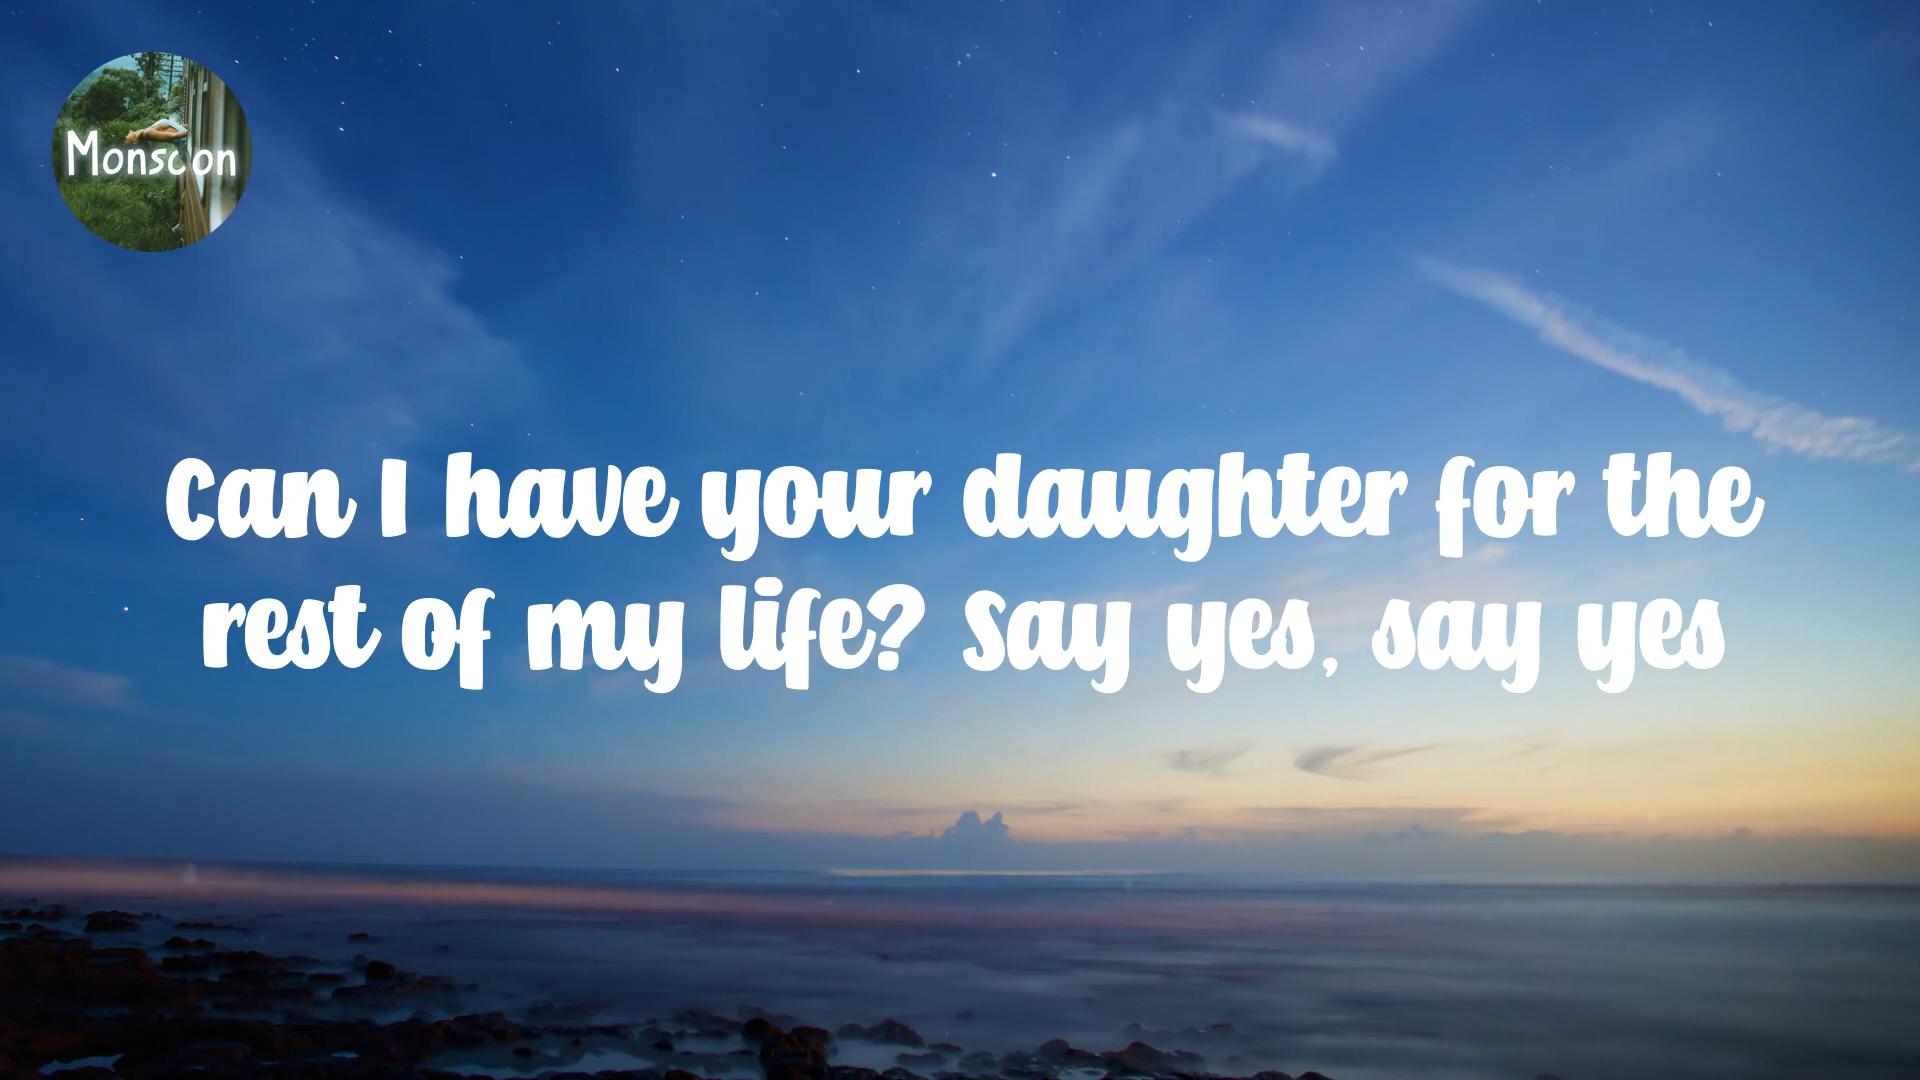 Monsoon
Can I have your daughter for the
rest of my life? Say yes, say yes